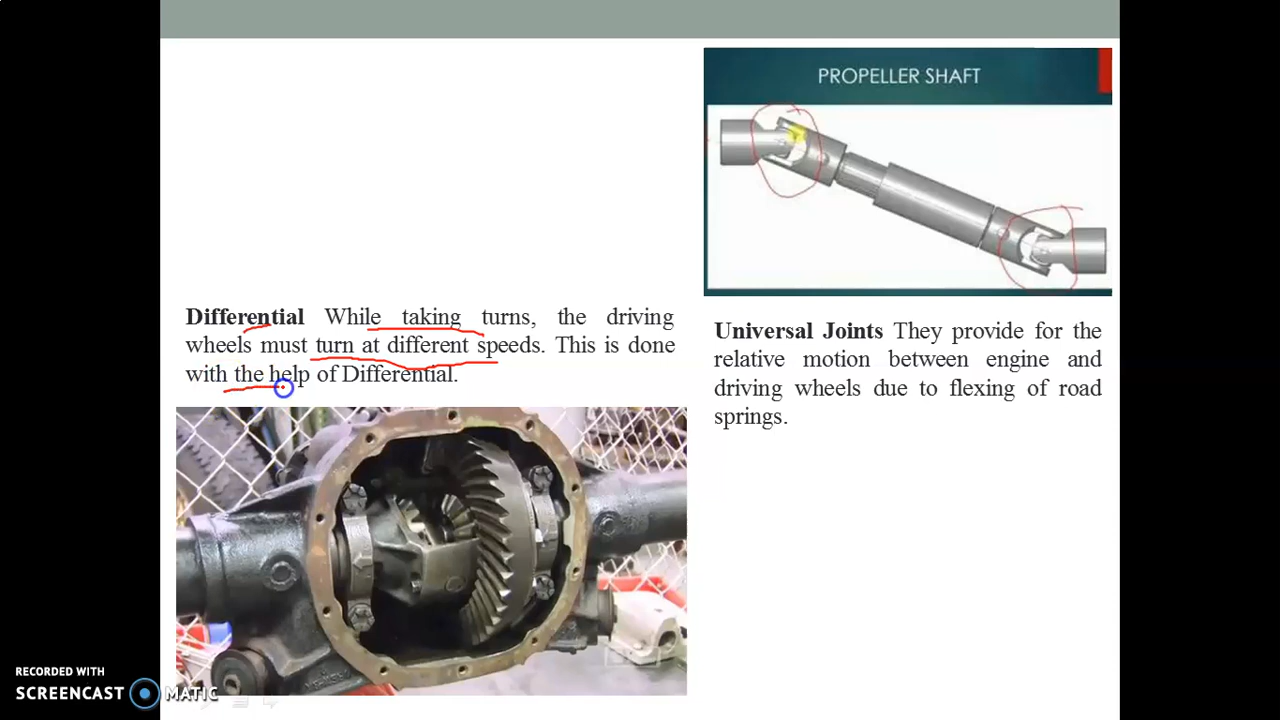 PROPELLER SHAFT
Differential While taking turns, the driving
wheels must turn at different speeds. This is done
with the help of Differential.
Universal Joints They provide for the
relative motion between engine and
driving wheels due to flexing of road
springs.
RECORDED WITH
SCREENCAST MATIC